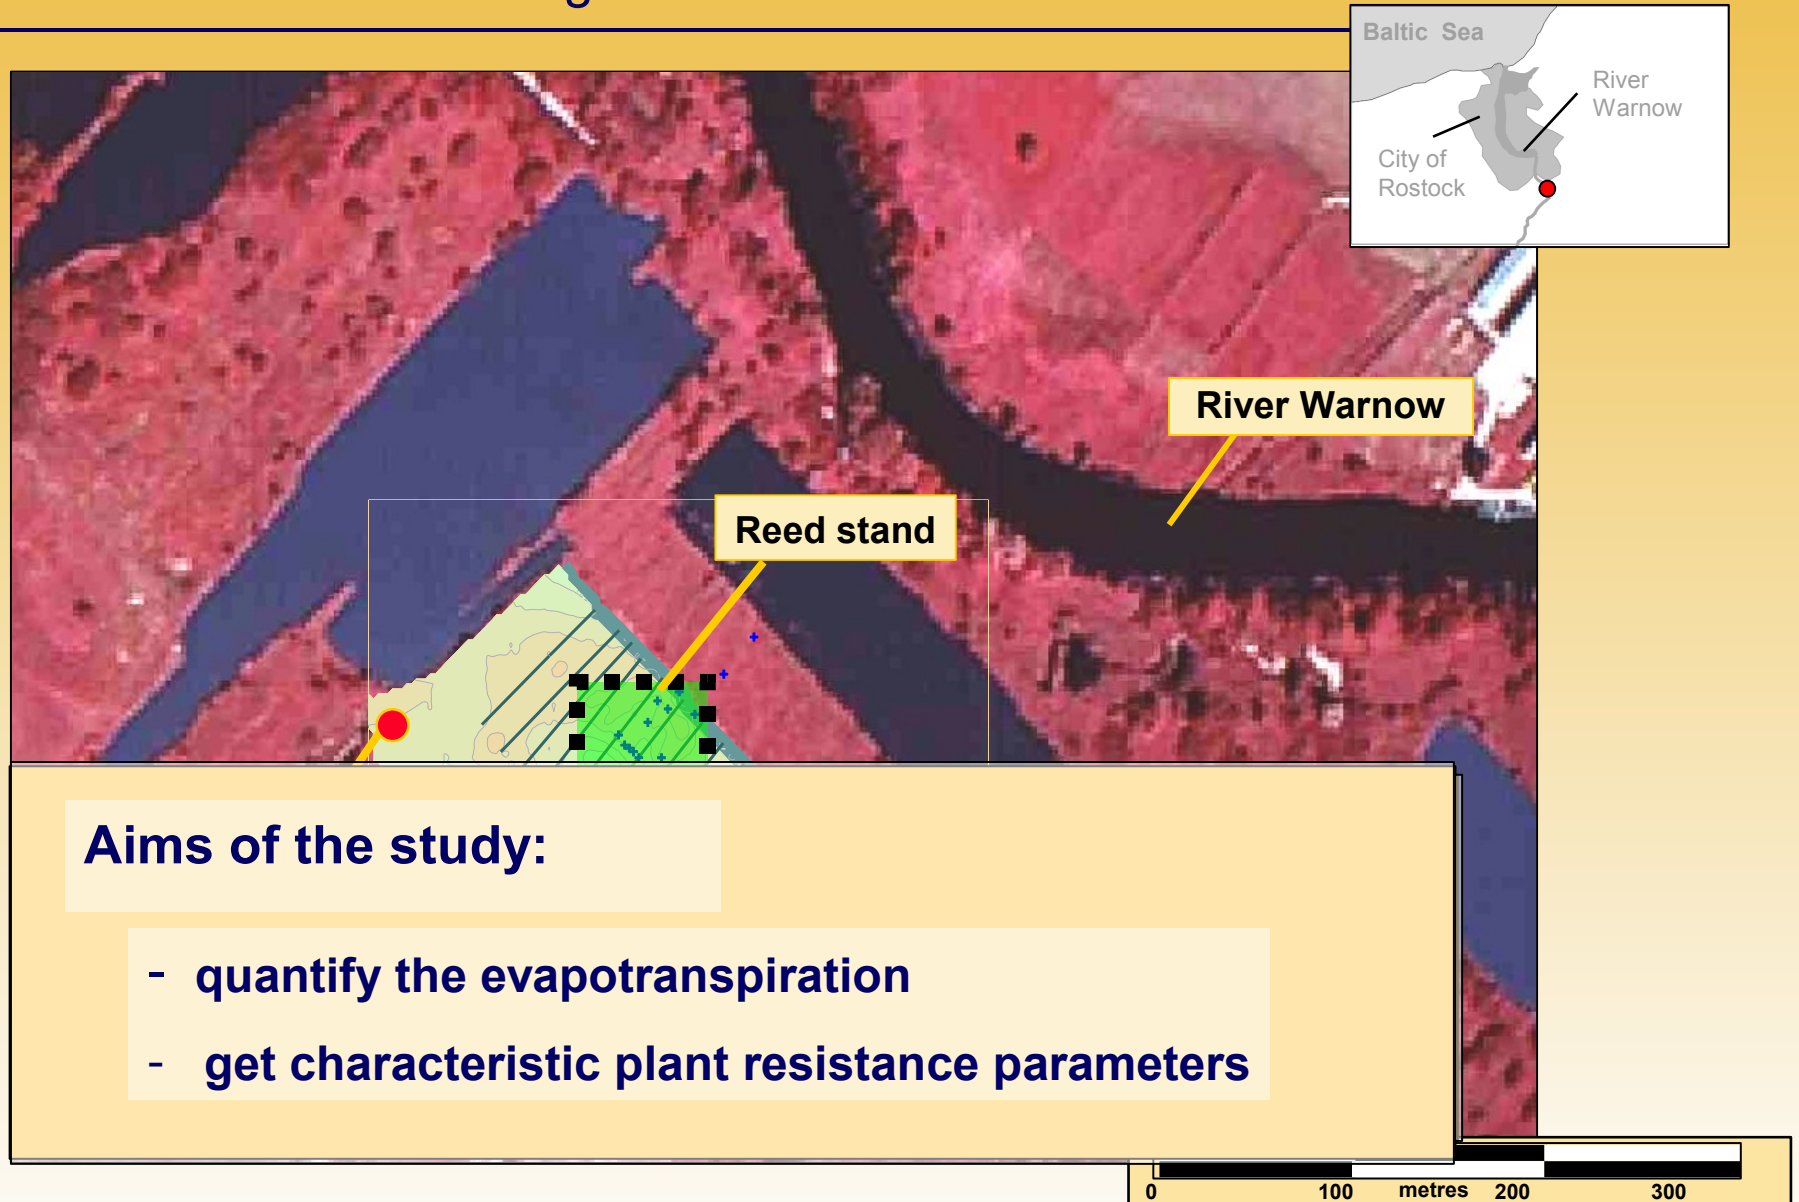 Baltic Sea
River
Warnow
City of
Rostock
River Warnow
Reed stand
Aims of the study:
- quantify the evapotranspiration
- get characteristic plant resistance parameters
0 100 metres 200 300